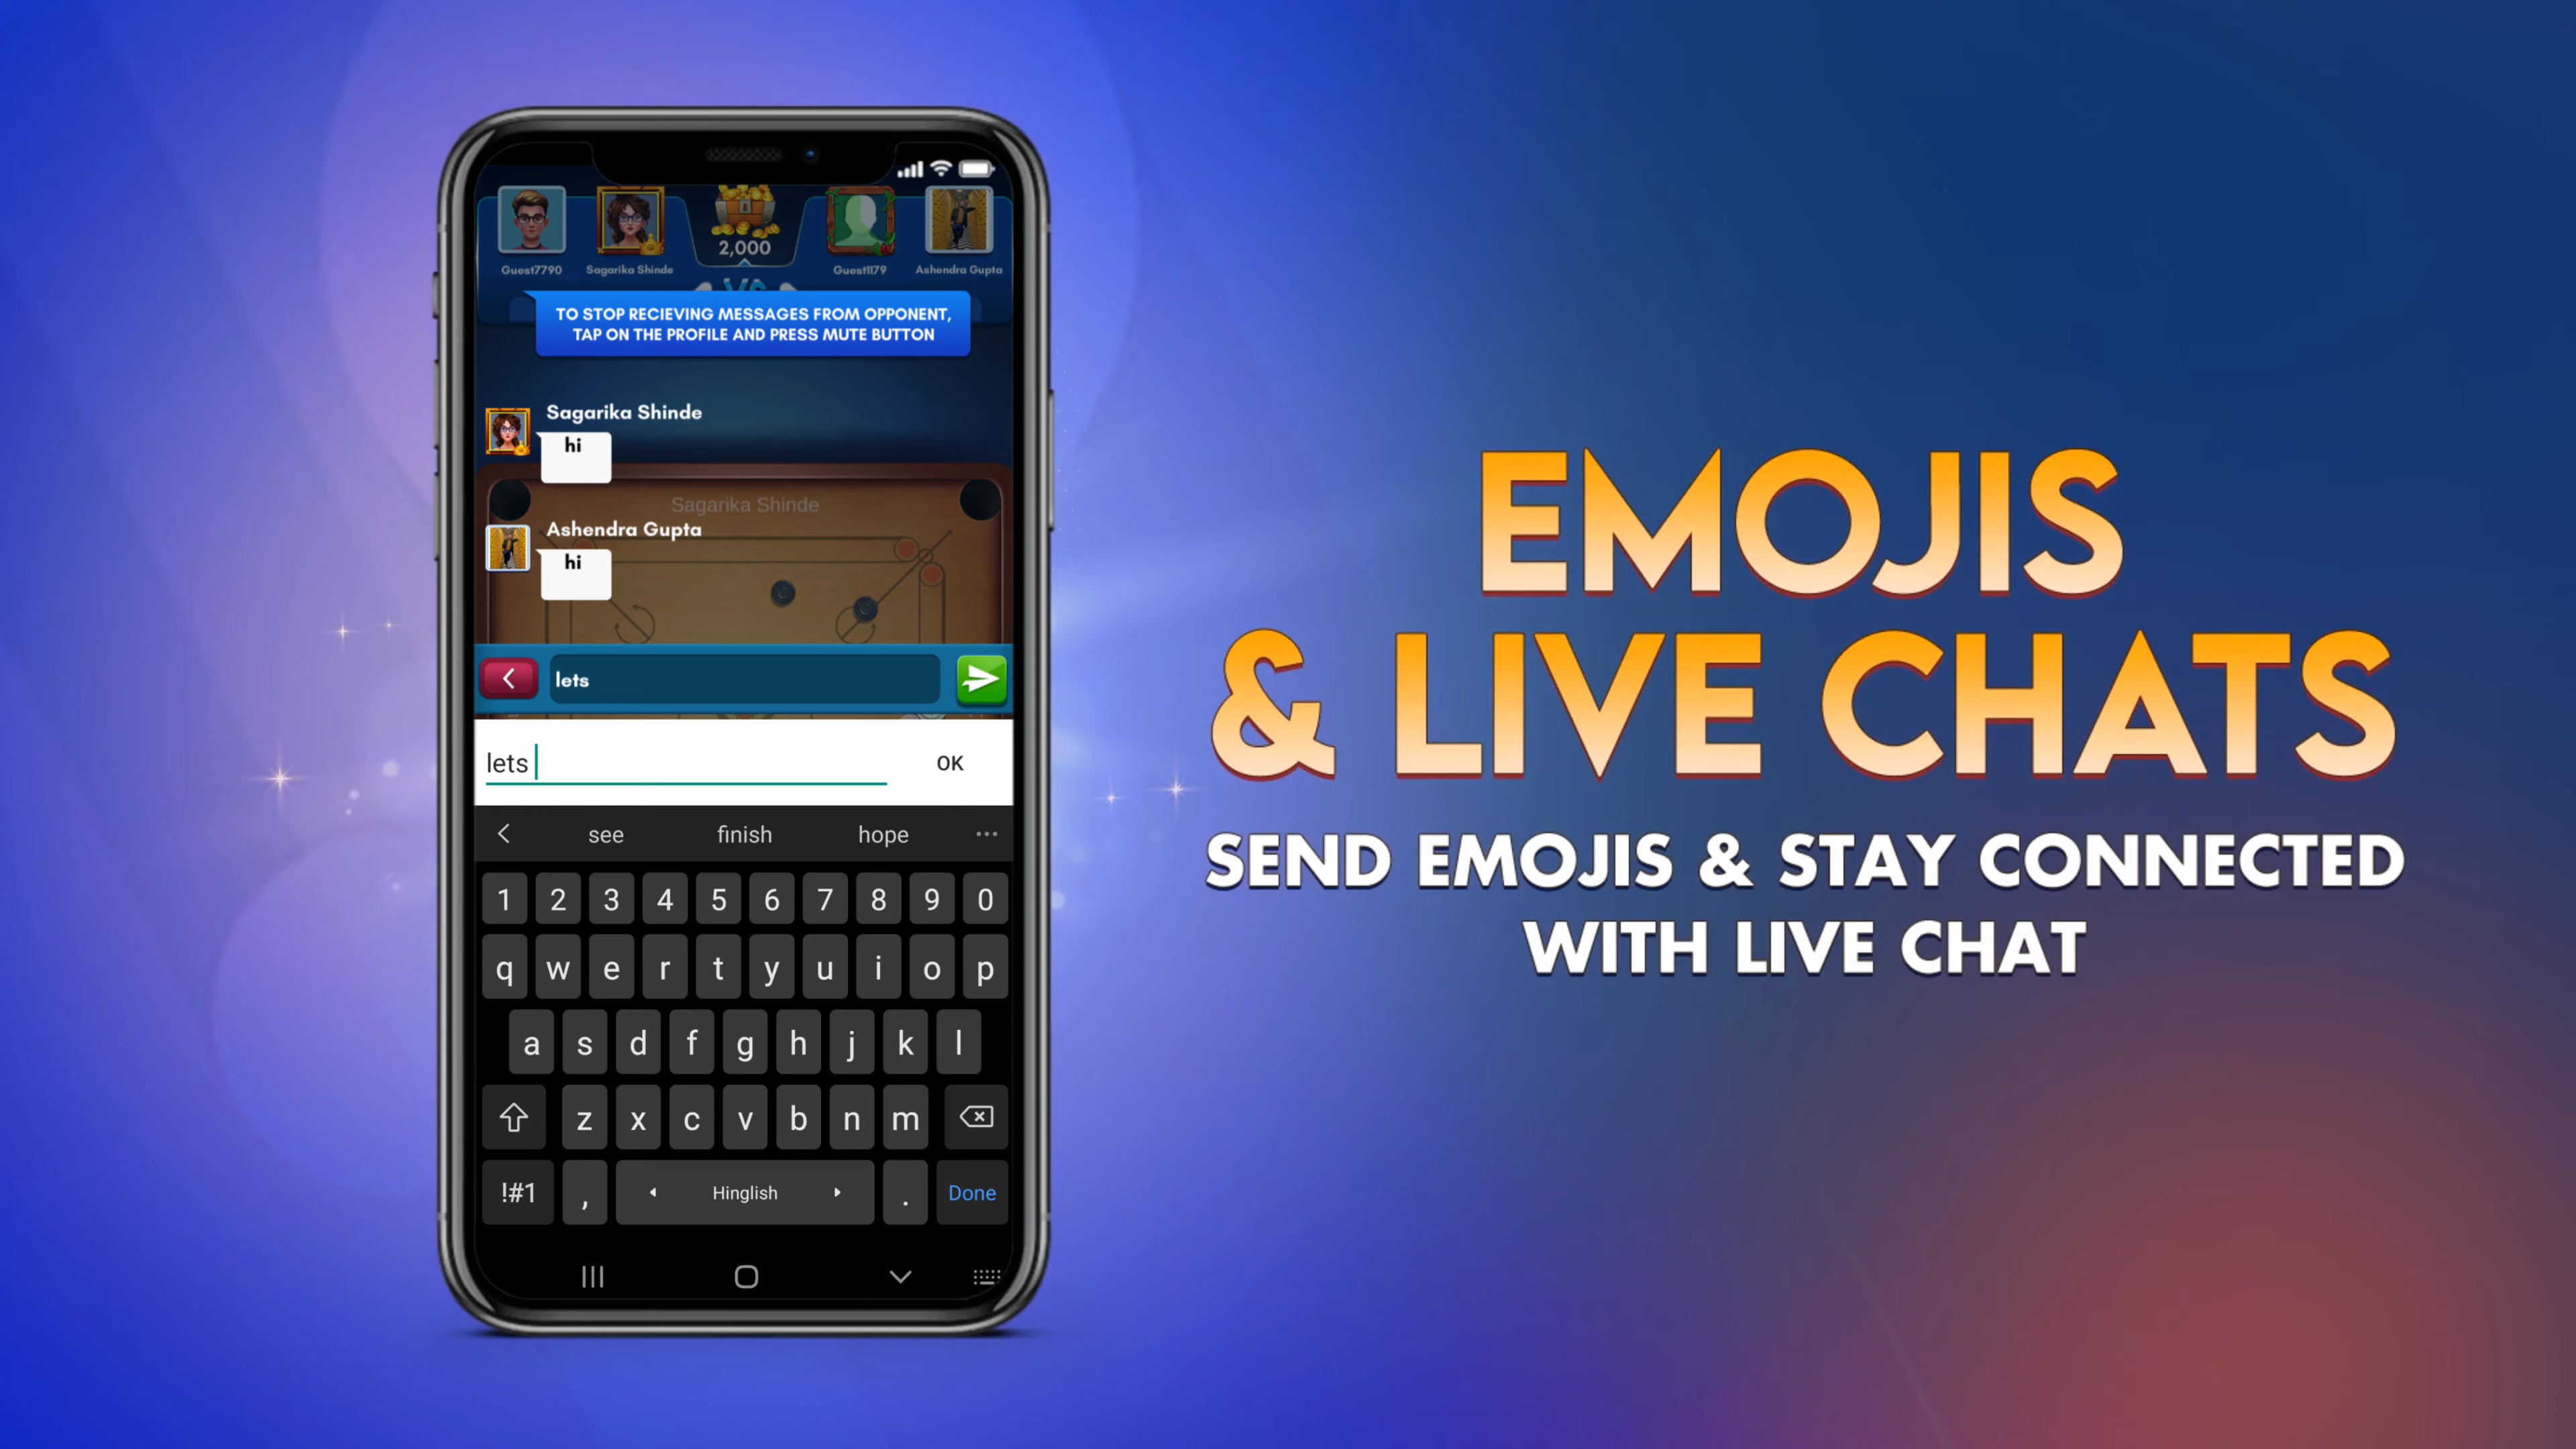 2,000
Guest7790
Sagarika Shinde
Guest1179
Ashendra Gupta
VS
TO STOP RECIEVING MESSAGES FROM OPPONENT,
TAP ON THE PROFILE AND PRESS MUTE BUTTON
Sagarika Shinde
hi
Sagarika Shinde
Ashendra Gupta
hi
lets
lets
OK
see finish hope
1 2 3 4 5 6 7 8 9 0
q w e r t y u i o p
a s d f g h j k l
z x c v b n m
!#1 , Hinglish . Done
EMOJIS
& LIVE CHATS
SEND EMOJIS & STAY CONNECTED
WITH LIVE CHAT